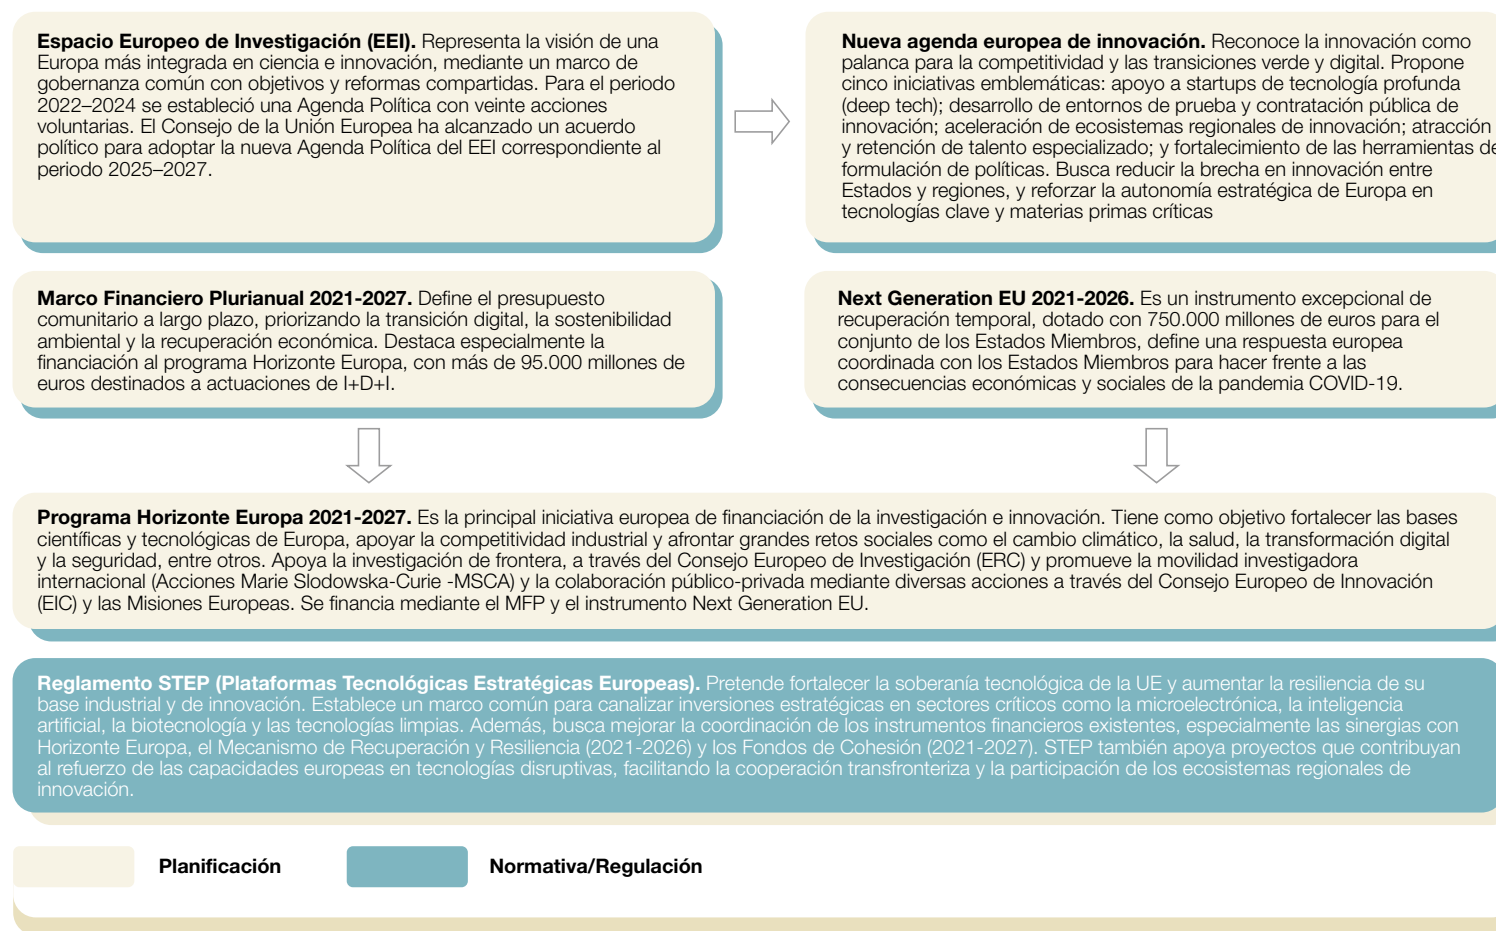 Espacio Europeo de Investigación (EEI). Representa la visión de una
Europa más integrada en ciencia e innovación, mediante un marco de
gobernanza común con objetivos y reformas compartidas. Para el periodo
2022–2024 se estableció una Agenda Política con veinte acciones
voluntarias. El Consejo de la Unión Europea ha alcanzado un acuerdo
político para adoptar la nueva Agenda Política del EEI correspondiente al
periodo 2025–2027.
Nueva agenda europea de innovación. Reconoce la innovación como
palanca para la competitividad y las transiciones verde y digital. Propone
cinco iniciativas emblemáticas: apoyo a startups de tecnología profunda
(deep tech); desarrollo de entornos de prueba y contratación pública de
innovación; aceleración de ecosistemas regionales de innovación; atracción
y retención de talento especializado; y fortalecimiento de las herramientas de
formulación de políticas. Busca reducir la brecha en innovación entre
Estados y regiones, y reforzar la autonomía estratégica de Europa en
tecnologías clave y materias primas críticas
Marco Financiero Plurianual 2021-2027. Define el presupuesto
comunitario a largo plazo, priorizando la transición digital, la sostenibilidad
ambiental y la recuperación económica. Destaca especialmente la
financiación al programa Horizonte Europa, con más de 95.000 millones de
euros destinados a actuaciones de I+D+I.
Next Generation EU 2021-2026. Es un instrumento excepcional de
recuperación temporal, dotado con 750.000 millones de euros para el
conjunto de los Estados Miembros, define una respuesta europea
coordinada con los Estados Miembros para hacer frente a las
consecuencias económicas y sociales de la pandemia COVID-19.
Programa Horizonte Europa 2021-2027. Es la principal iniciativa europea de financiación de la investigación e innovación. Tiene como objetivo fortalecer las bases
científicas y tecnológicas de Europa, apoyar la competitividad industrial y afrontar grandes retos sociales como el cambio climático, la salud, la transformación digital
y la seguridad, entre otros. Apoya la investigación de frontera, a través del Consejo Europeo de Investigación (ERC) y promueve la movilidad investigadora
internacional (Acciones Marie Slodowska-Curie -MSCA) y la colaboración público-privada mediante diversas acciones a través del Consejo Europeo de Innovación
(EIC) y las Misiones Europeas. Se financia mediante el MFP y el instrumento Next Generation EU.
Reglamento STEP (Plataformas Tecnológicas Estratégicas Europeas). Pretende fortalecer la soberanía tecnológica de la UE y aumentar la resiliencia de su
base industrial y de innovación. Establece un marco común para canalizar inversiones estratégicas en sectores críticos como la microelectrónica, la inteligencia
artificial, la biotecnología y las tecnologías limpias. Además, busca mejorar la coordinación de los instrumentos financieros existentes, especialmente las sinergias con
Horizonte Europa, el Mecanismo de Recuperación y Resiliencia (2021-2026) y los Fondos de Cohesión (2021-2027). STEP también apoya proyectos que contribuyan
al refuerzo de las capacidades europeas en tecnologías disruptivas, facilitando la cooperación transfronteriza y la participación de los ecosistemas regionales de
innovación.
Planificación
Normativa/Regulación